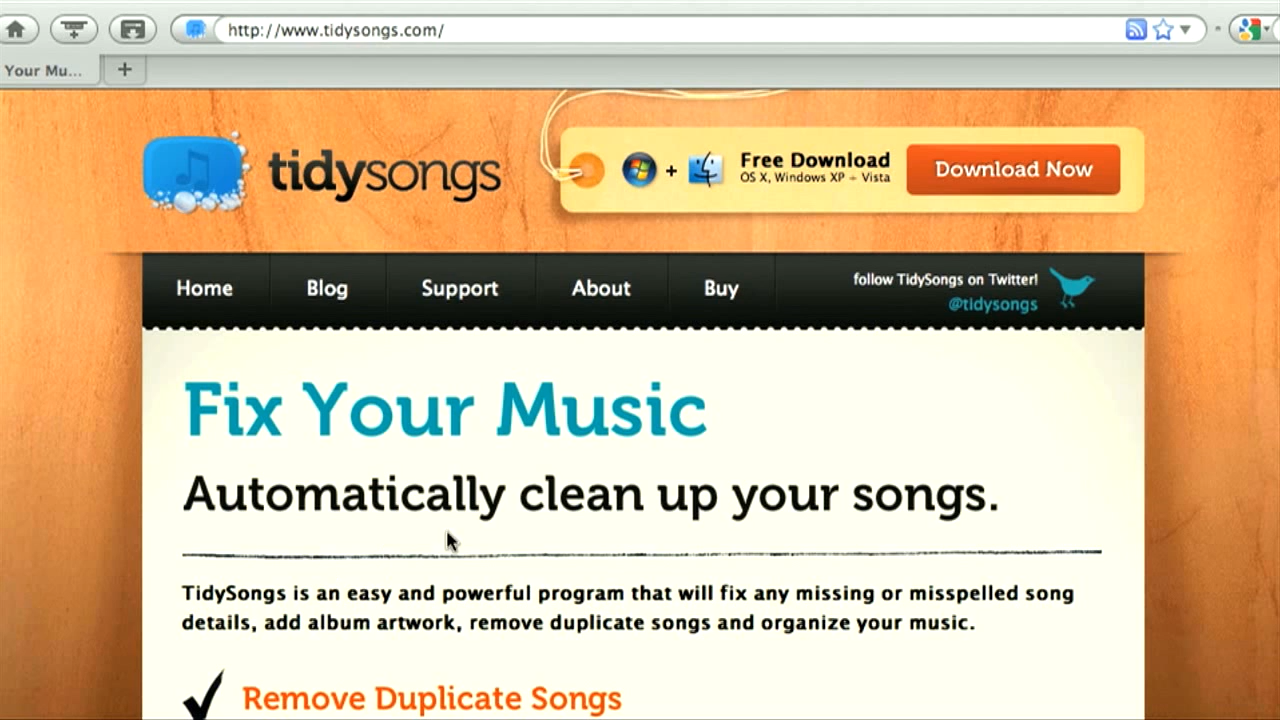 http://www.tidysongs.com/
Your Mu...
tidysongs
Free Download
OS X, Windows XP + Vista
Download Now
Home
Blog
Support
About
Buy
follow TidySongs on Twitter!
@tidysongs
Fix Your Music
Automatically clean up your songs.
TidySongs is an easy and powerful program that will fix any missing or misspelled song
details, add album artwork, remove duplicate songs and organize your music.
Remove Duplicate Songs